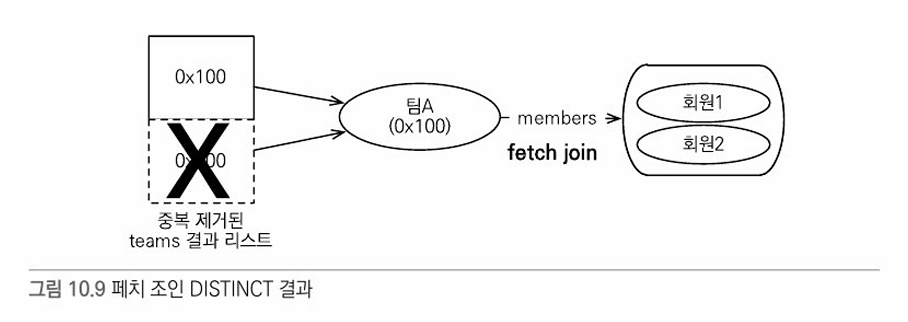 0x100
팀A
(0x100)
members
fetch join
회원1
회원2
중복 제거된
teams 결과 리스트
그림 10.9 페치 조인 DISTINCT 결과